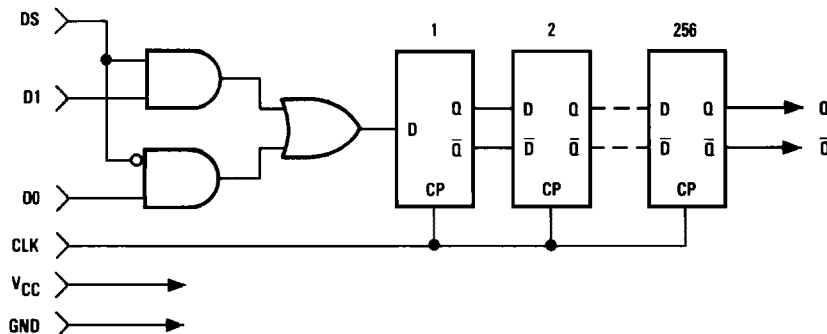 DS
1 2 256
D1
Q D Q D Q Q
D
Q̅ D̅ Q̅ D̅ Q̅ Q̅
CP CP CP
D0
CLK
VCC
GND